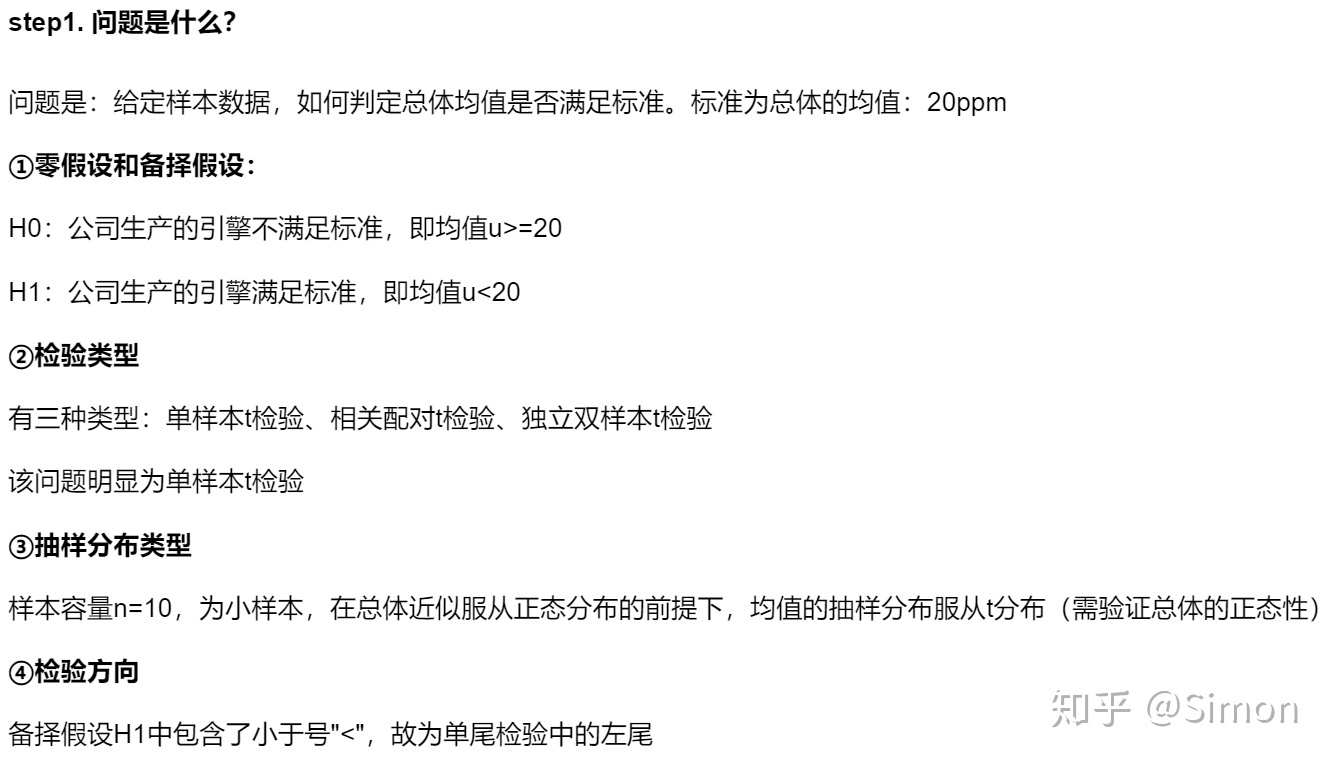 step1. 问题是什么？
问题是：给定样本数据，如何判定总体均值是否满足标准。标准为总体的均值：20ppm
①零假设和备择假设：
H0：公司生产的引擎不满足标准，即均值u>=20
H1：公司生产的引擎满足标准，即均值u<20
②检验类型
有三种类型：单样本t检验、相关配对t检验、独立双样本t检验
该问题明显为单样本t检验
③抽样分布类型
样本容量n=10，为小样本，在总体近似服从正态分布的前提下，均值的抽样分布服从t分布（需验证总体的正态性）
④检验方向
备择假设H1中包含了小于号"<"，故为单尾检验中的左尾
知乎 @Simon